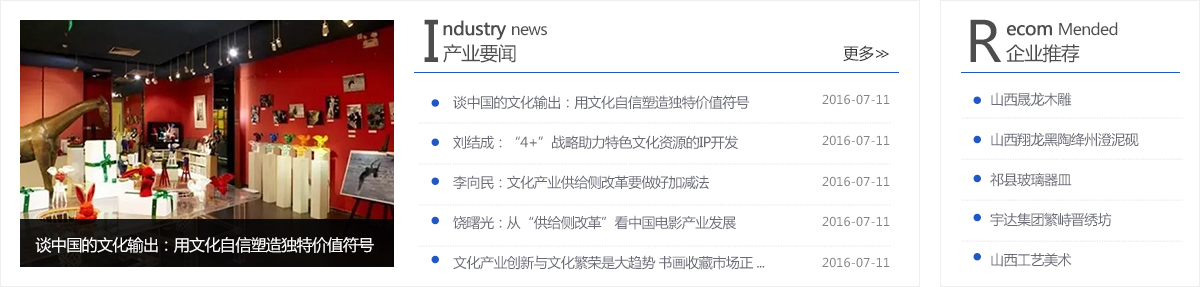 谈中国的文化输出：用文化自信塑造独特价值符号
Industry news
产业要闻
更多>>
谈中国的文化输出：用文化自信塑造独特价值符号 2016-07-11
刘结成：“4+”战略助力特色文化资源的IP开发 2016-07-11
李向民：文化产业供给侧改革要做好加减法 2016-07-11
饶曙光：从“供给侧改革”看中国电影产业发展 2016-07-11
文化产业创新与文化繁荣是大趋势 书画收藏市场正 ... 2016-07-11
Recom Mended
企业推荐
山西晟龙木雕
山西翔龙黑陶绛州澄泥砚
祁县玻璃器皿
宇达集团繁峙晋绣坊
山西工艺美术